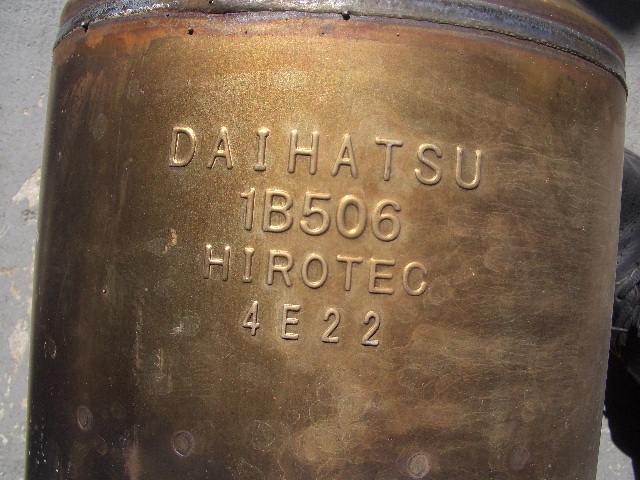 DAIHATSU
1B506
HIROTEC
4E22